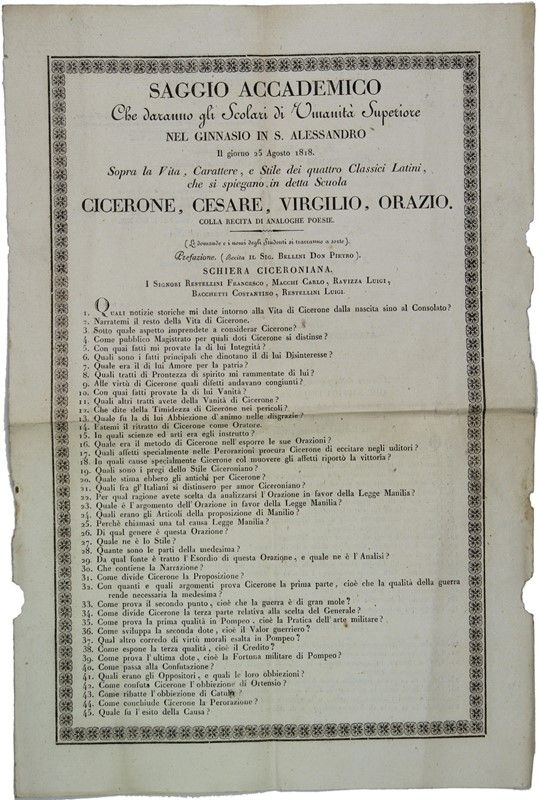 SAGGIO ACCADEMICO
Che daranno gli Scolari di Umanità Superiore
NEL GINNASIO IN S. ALESSANDRO
Il giorno 25 Agosto 1818.
Sopra la Vita, Carattere, e Stile dei quattro Classici Latini,
che si spiegano in detta Scuola
CICERONE, CESARE, VIRGILIO, ORAZIO.
COLLA RECITA DI ANALOGHE POESIE.
(Le domande e i nomi degli Studenti si trarranno a sorte).
Prefazione. (Recita IL SIG. BELLINI DON PIETRO).
SCHIERA CICERONIANA.
I SIGNORI RESTELLINI FRANCESCO, MACCHI CARLO, RAVIZZA LUIGI,
BACCHETTI COSTANTINO, RESTELLINI LUIGI.
1. QUALI notizie storiche mi date intorno alla Vita di Cicerone dalla nascita sino al Consolato?
2. Narratemi il resto della Vita di Cicerone.
3. Sotto quale aspetto imprendete a considerar Cicerone?
4. Come pubblico Magistrato per quali doti Cicerone si distinse?
5. Con quai fatti mi provate la di lui Integrità?
6. Quali sono i fatti principali che dinotano il di lui Disinteresse?
7. Quale era il di lui Amore per la patria?
8. Quali tratti di Prontezza di spirito mi rammentate di lui?
9. Alle virtù di Cicerone quali difetti andavano congiunti?
10. Con quai fatti provate la di lui Vanità?
11. Quali altri tratti avete della Vanità di Cicerone?
12. Che dite della Timidezza di Cicerone nei pericoli?
13. Quale fu la di lui Abbiezione d'animo nelle disgrazie?
14. Fatemi il ritratto di Cicerone come Oratore.
15. In quali scienze ed arti era egli instrutto?
16. Quale era il metodo di Cicerone nell'esporre le sue Orazioni?
17. Quali affetti specialmente nelle Perorazioni procura Cicerone di eccitare negli uditori?
18. In quali cause specialmente Cicerone col muovere gli affetti riportò la vittoria?
19. Quali sono i pregi dello Stile Ciceroniano?
20. Quale stima ebbero gli antichi per Cicerone?
21. Quali fra gl'Italiani si distinsero per amor Ciceroniano?
22. Per qual ragione avete scelta da analizzarsi l'Orazione in favor della Legge Manilia?
23. Quale è l'argomento dell'Orazione in favor della Legge Manilia?
24. Quali erano gli Articoli della proposizione di Manilio?
25. Perchè chiamasi una tal causa Legge Manilia?
26. Di qual genere è questa Orazione?
27. Quale ne è lo Stile?
28. Quante sono le parti della medesima?
29. Da qual fonte è tratto l'Esordio di questa Orazione, e quale ne è l'Analisi?
30. Che contiene la Narrazione?
31. Come divide Cicerone la Proposizione?
32. Con quanti e quali argomenti prova Cicerone la prima parte, cioè che la qualità della guerra
rende necessaria la medesima?
33. Come prova il secondo punto, cioè che la guerra è di gran mole?
34. Come divide Cicerone la terza parte relativa alla scelta del Generale?
35. Come prova la prima qualità in Pompeo, cioè la Pratica dell'arte militare?
36. Come sviluppa la seconda dote, cioè il Valor guerriero?
37. Qual altro corredo di virtù morali esalta in Pompeo?
38. Come espone la terza qualità, cioè il Credito?
39. Come prova l'ultima dote, cioè la Fortuna militare di Pompeo?
40. Come passa alla Confutazione?
41. Quali erano gli Oppositori, e quali le loro obbiezioni?
42. Come confuta Cicerone l'obbiezione di Ortensio?
43. Come ribatte l'obbiezione di Catulo?
44. Come conchiude Cicerone la Perorazione?
45. Quale fu l'esito della Causa?